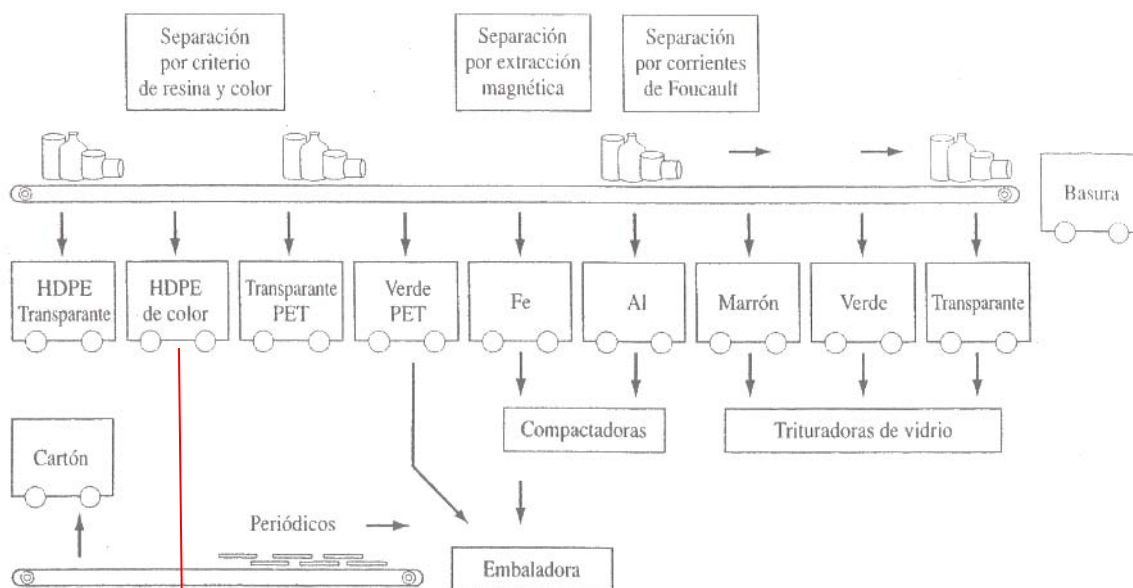 Separación
por criterio
de resina y color
Separación
por extracción
magnética
Separación
por corrientes
de Foucault
Basura
HDPE
Transparante
HDPE
de color
Transparante
PET
Verde
PET
Fe
Al
Marrón
Verde
Transparante
Compactadoras
Trituradoras de vidrio
Cartón
Periódicos
Embaladora